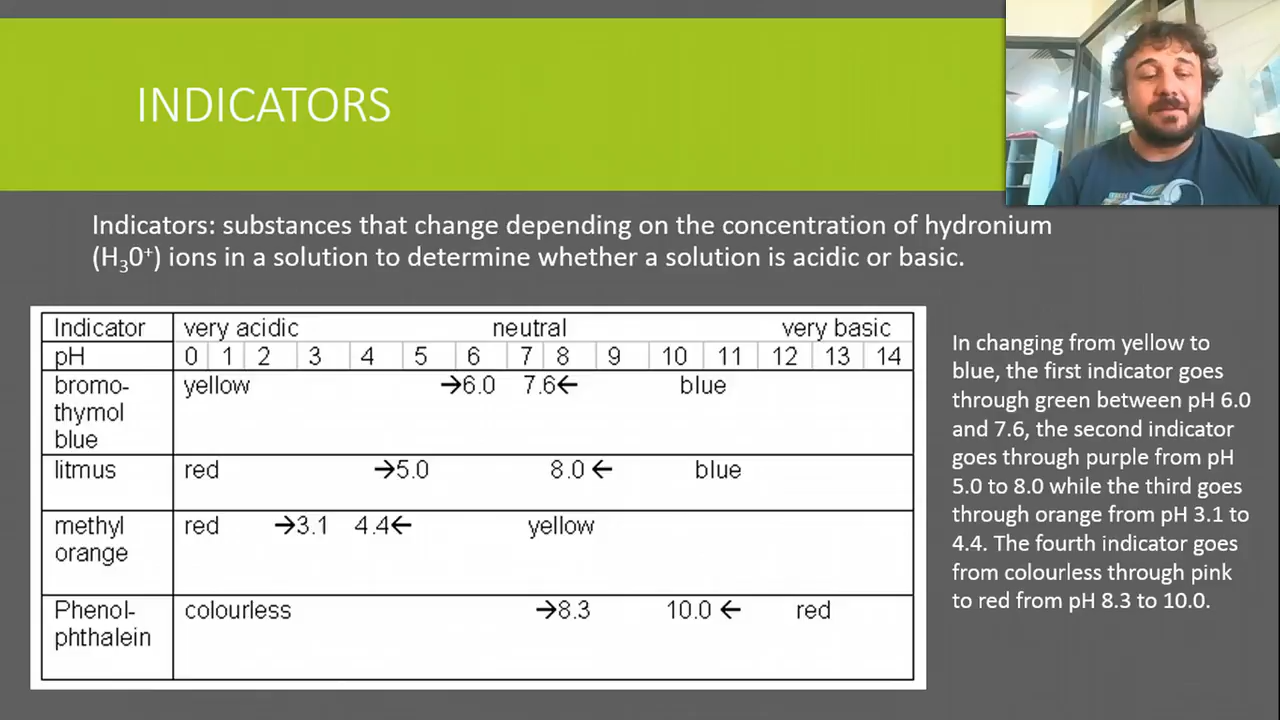 INDICATORS
Indicators: substances that change depending on the concentration of hydronium
(H₃0⁺) ions in a solution to determine whether a solution is acidic or basic.
Indicator very acidic neutral very basic
pH 0 1 2 3 4 5 6 7 8 9 10 11 12 13 14
bromo- yellow →6.0 7.6← blue
thymol
blue
litmus red →5.0 8.0 ← blue
methyl red →3.1 4.4← yellow
orange
Phenol- colourless →8.3 10.0 ← red
phthalein
In changing from yellow to
blue, the first indicator goes
through green between pH 6.0
and 7.6, the second indicator
goes through purple from pH
5.0 to 8.0 while the third goes
through orange from pH 3.1 to
4.4. The fourth indicator goes
from colourless through pink
to red from pH 8.3 to 10.0.